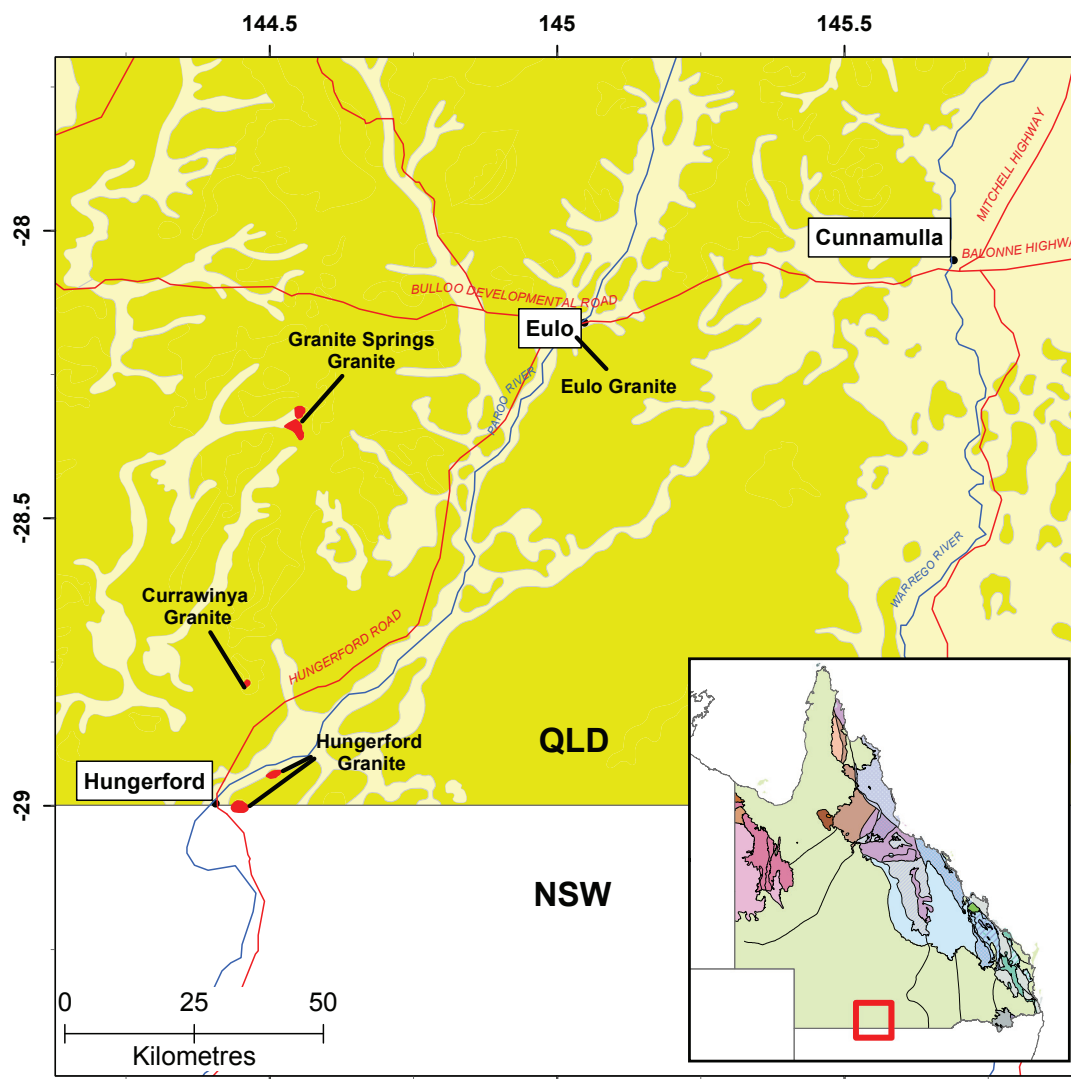 144.5
145
145.5
-28
-28.5
-29
MITCHELL HIGHWAY
Cunnamulla
BALONNE HIGHWA
BULLOO DEVELOPMENTAL ROAD
Eulo
Granite Springs
Granite
Eulo Granite
PAROO RIVER
WARREGO RIVER
Currawinya
Granite
HUNGERFORD ROAD
Hungerford
Granite
QLD
Hungerford
NSW
0
25
50
Kilometres